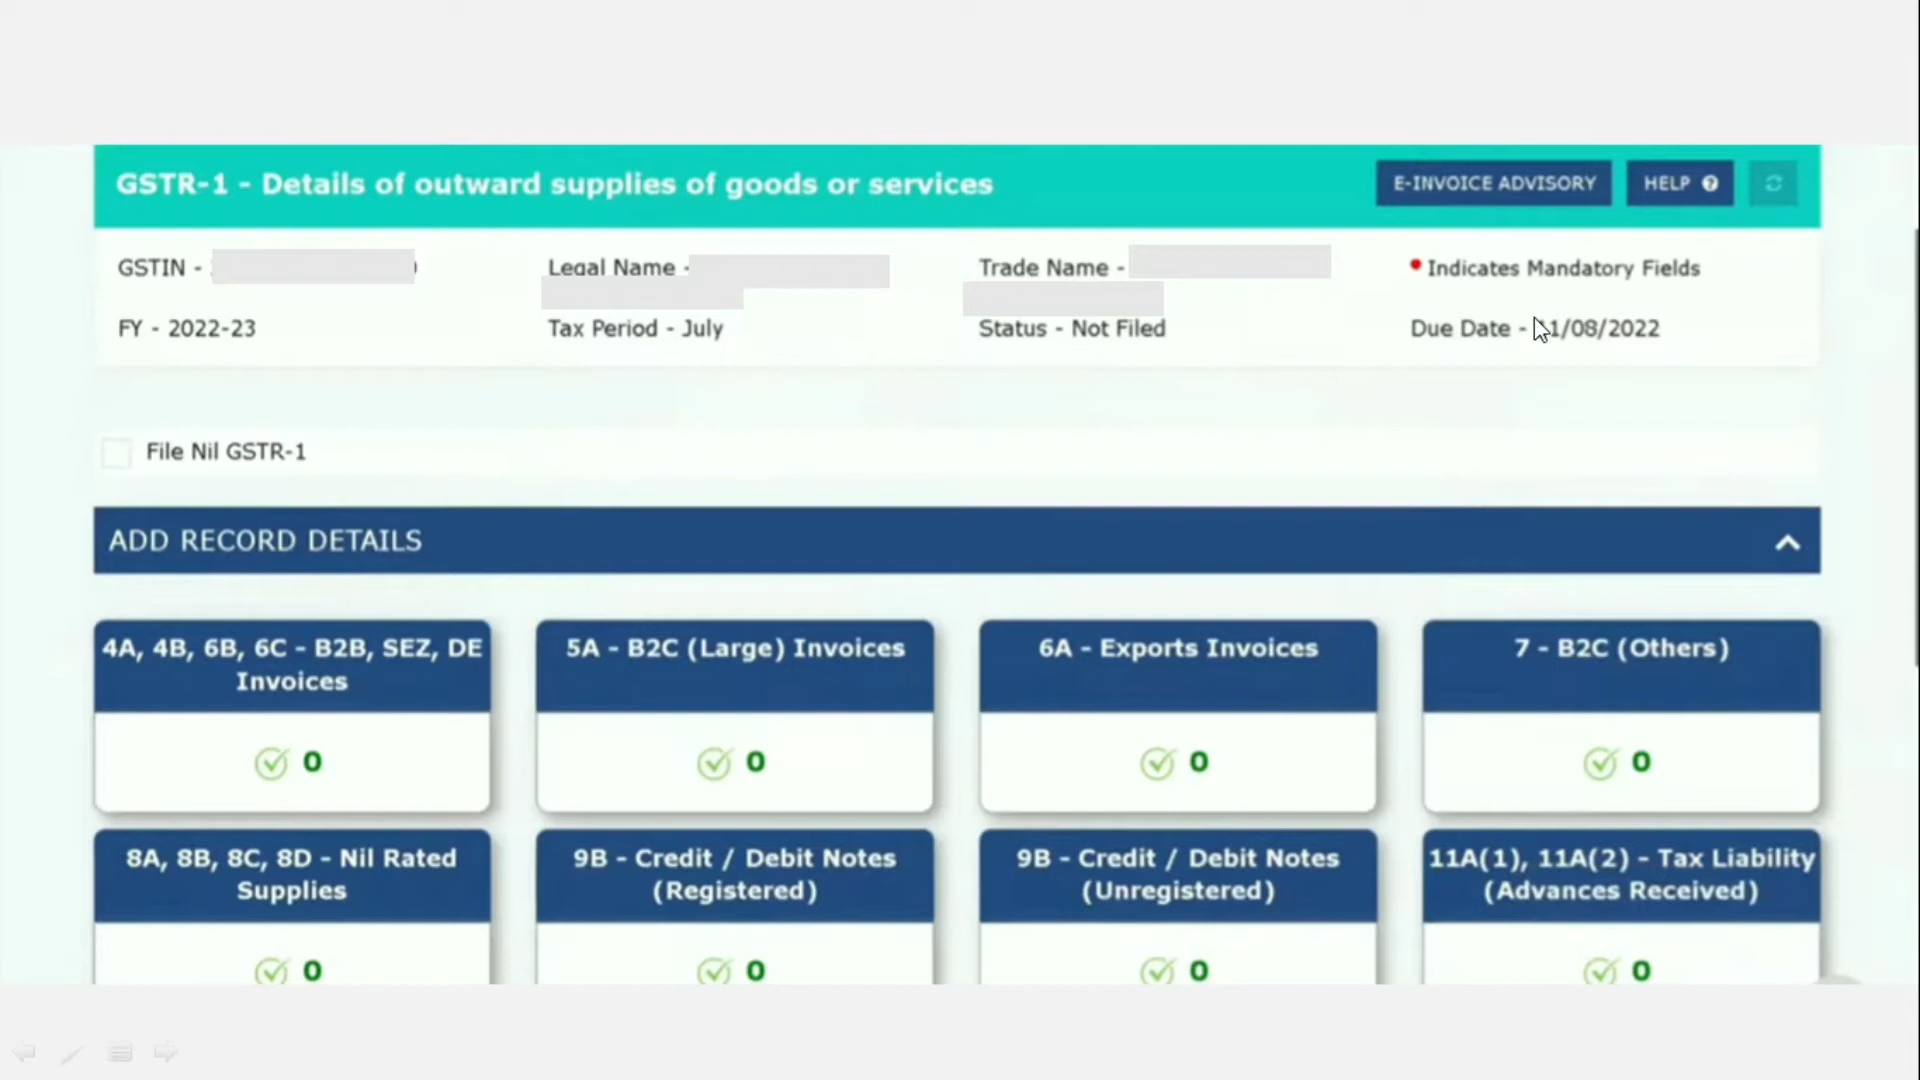 GSTR-1 - Details of outward supplies of goods or services
E-INVOICE ADVISORY
HELP
GSTIN -
Legal Name -
Trade Name -
Indicates Mandatory Fields
FY - 2022-23
Tax Period - July
Status - Not Filed
Due Date - 1/08/2022
File Nil GSTR-1
ADD RECORD DETAILS
4A, 4B, 6B, 6C - B2B, SEZ, DE
Invoices
0
5A - B2C (Large) Invoices
0
6A - Exports Invoices
0
7 - B2C (Others)
0
8A, 8B, 8C, 8D - Nil Rated
Supplies
0
9B - Credit / Debit Notes
(Registered)
0
9B - Credit / Debit Notes
(Unregistered)
0
11A(1), 11A(2) - Tax Liability
(Advances Received)
0